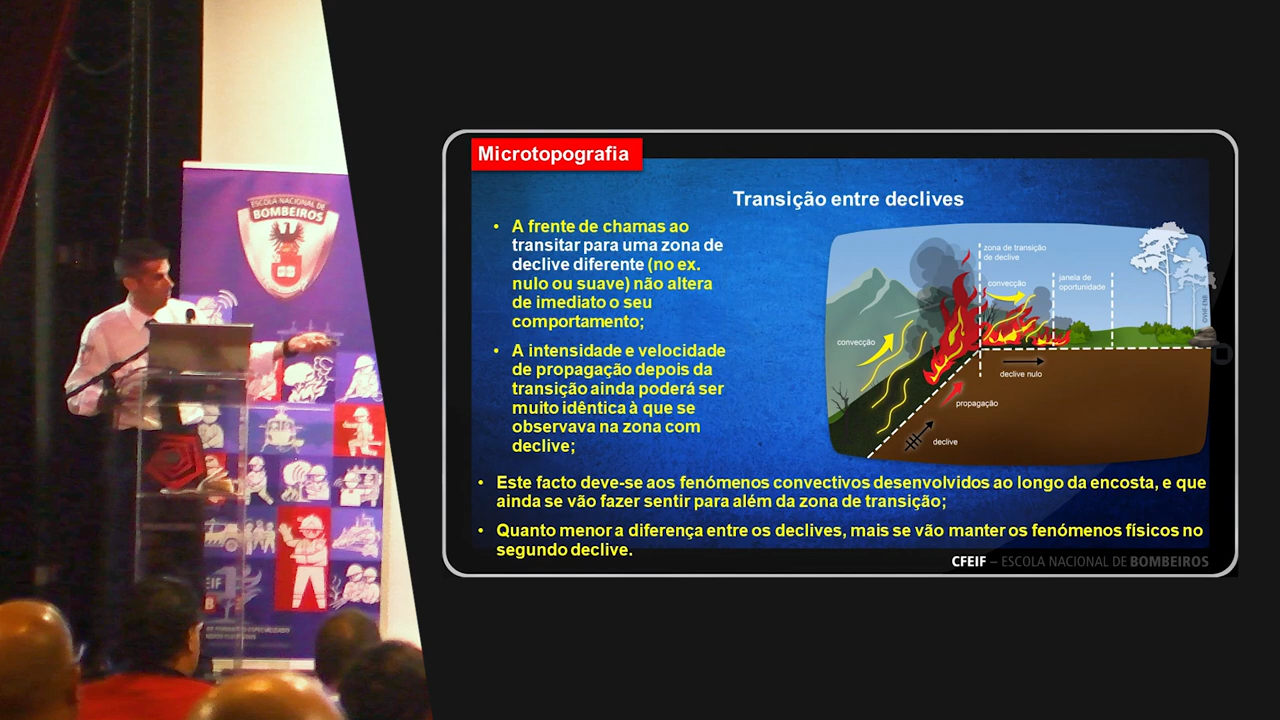 ESCOLA NACIONAL DE
BOMBEIROS
Microtopografia
Transição entre declives
• A frente de chamas ao
transitar para uma zona de
declive diferente (no ex.
nulo ou suave) não altera
de imediato o seu
comportamento;
• A intensidade e velocidade
de propagação depois da
transição ainda poderá ser
muito idêntica à que se
observava na zona com
declive;
• Este facto deve-se aos fenómenos convectivos desenvolvidos ao longo da encosta, e que
ainda se vão fazer sentir para além da zona de transição;
• Quanto menor a diferença entre os declives, mais se vão manter os fenómenos físicos no
segundo declive.
zona de transição
de declive
janela de
oportunidade
convecção
convecção
declive nulo
propagação
declive
CFEIF – ESCOLA NACIONAL DE BOMBEIROS